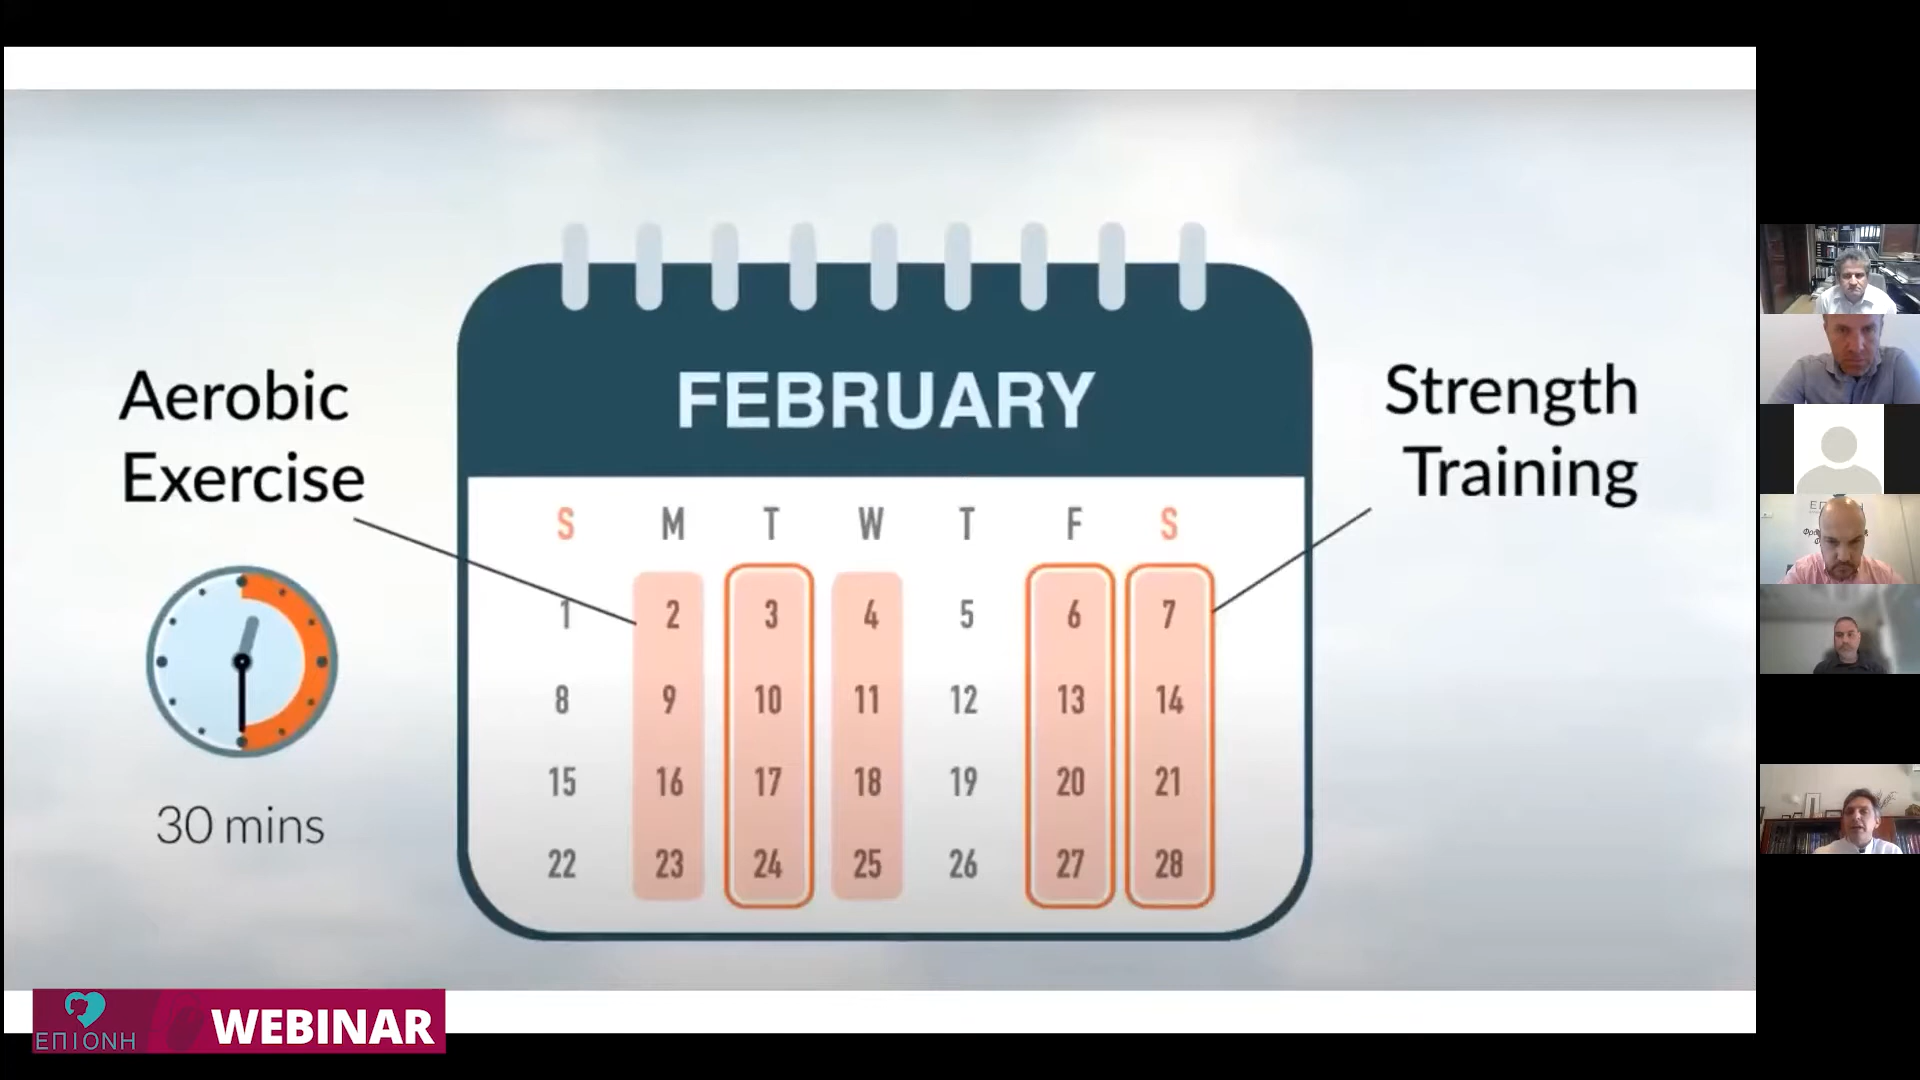 Aerobic
Exercise
30 mins
FEBRUARY
S M T W T F S
1 2 3 4 5 6 7
8 9 10 11 12 13 14
15 16 17 18 19 20 21
22 23 24 25 26 27 28
Strength
Training
ΕΠΙΟΝΗ
WEBINAR